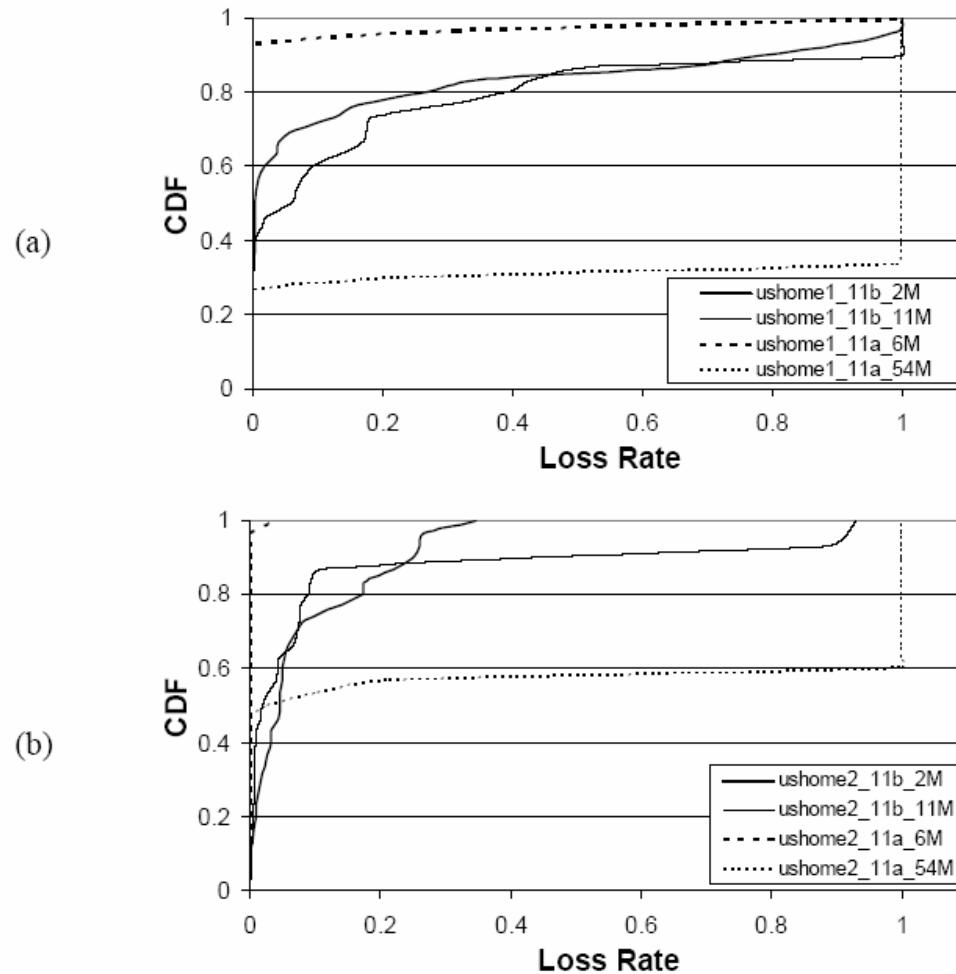 1
0.8
0.6
0.4
0.2
0
CDF
(a)
ushome1_11b_2M
ushome1_11b_11M
ushome1_11a_6M
ushome1_11a_54M
0 0.2 0.4 0.6 0.8 1
Loss Rate
1
0.8
0.6
0.4
0.2
0
CDF
(b)
ushome2_11b_2M
ushome2_11b_11M
ushome2_11a_6M
ushome2_11a_54M
0 0.2 0.4 0.6 0.8 1
Loss Rate